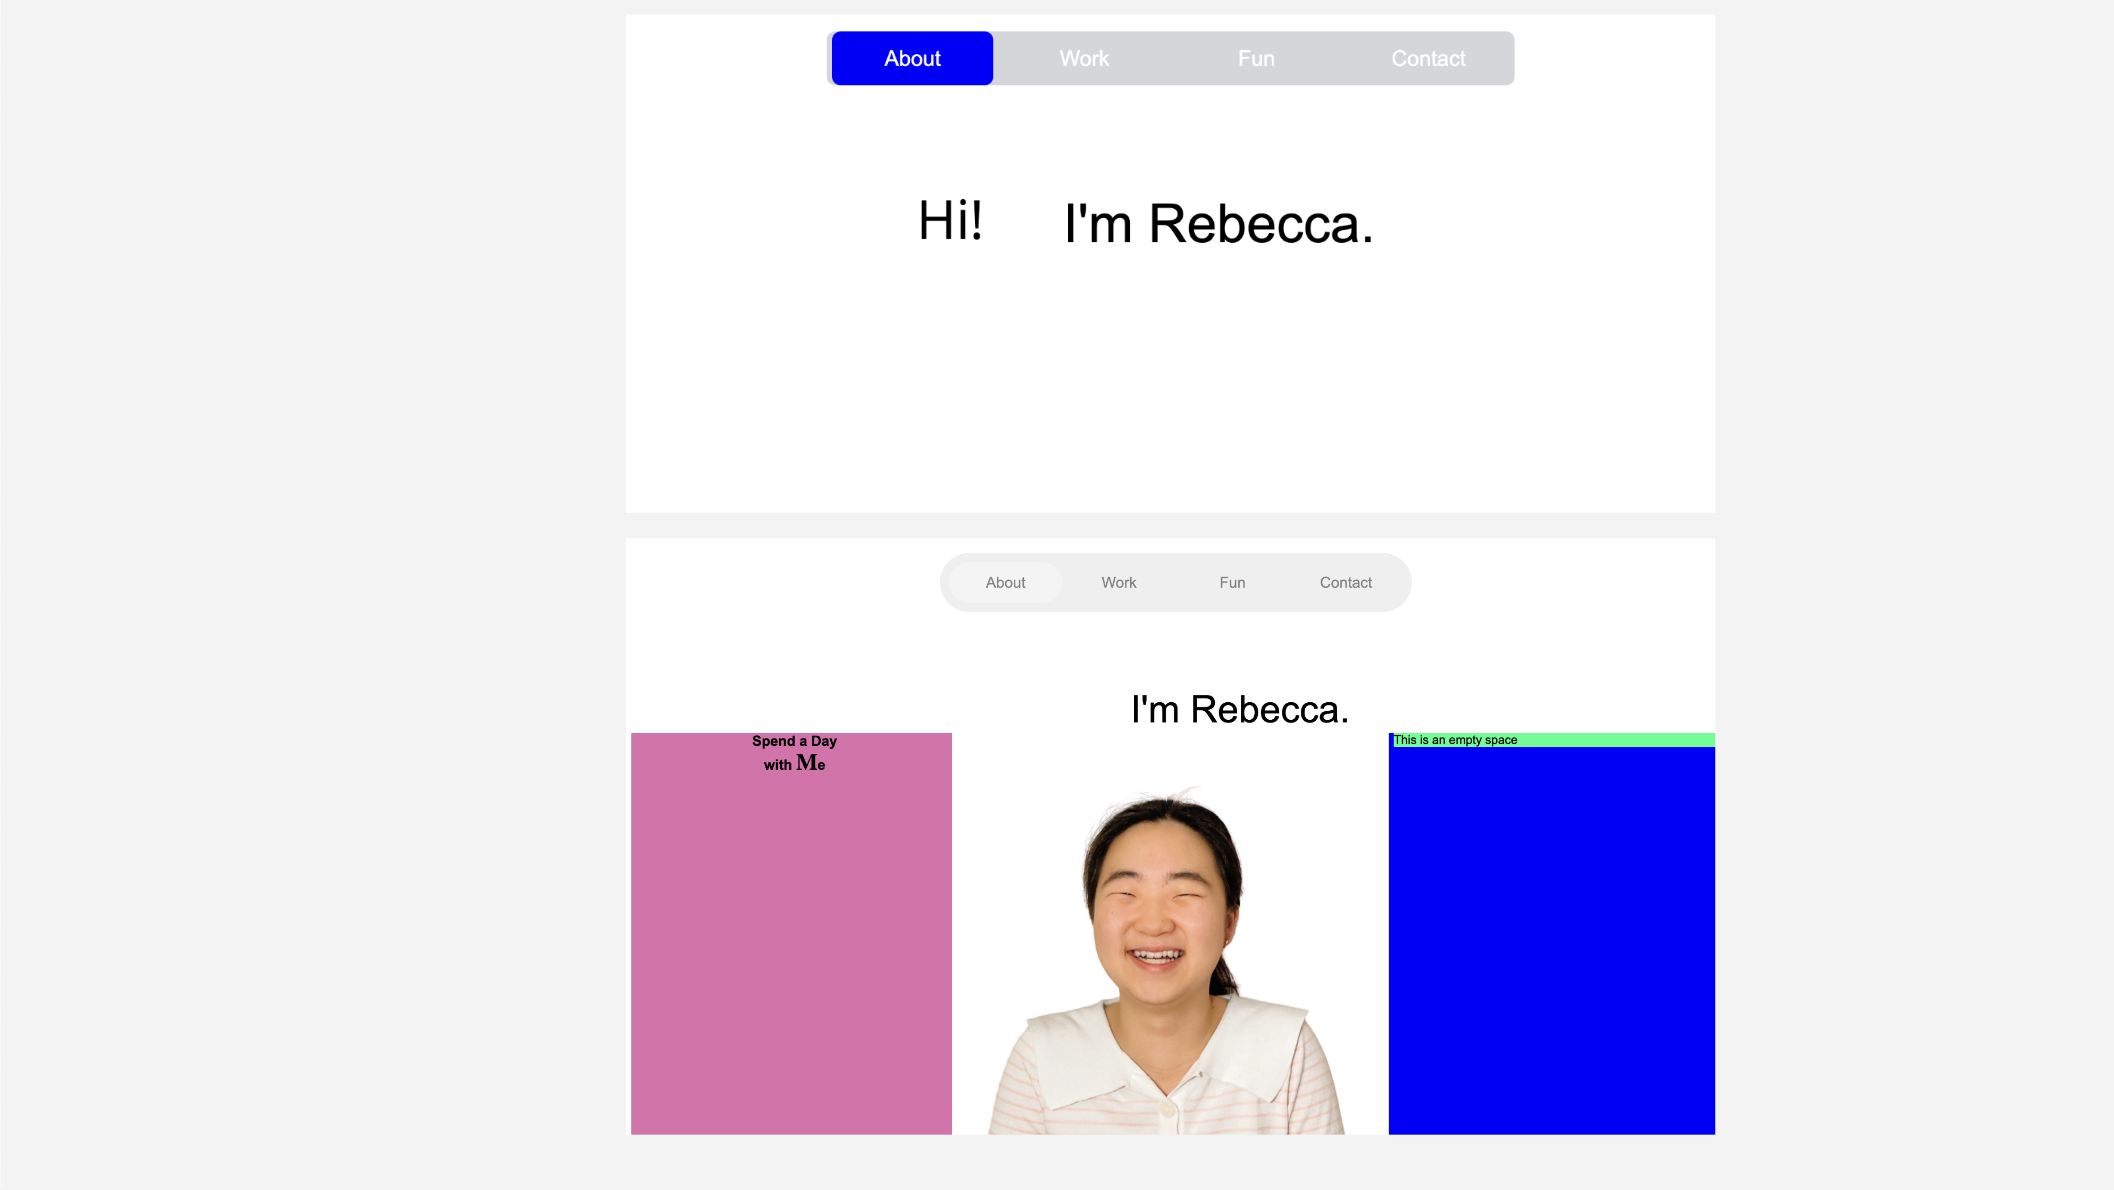 About Work Fun Contact
Hi! I'm Rebecca.
About Work Fun Contact
I'm Rebecca.
Spend a Day
with Me
This is an empty space